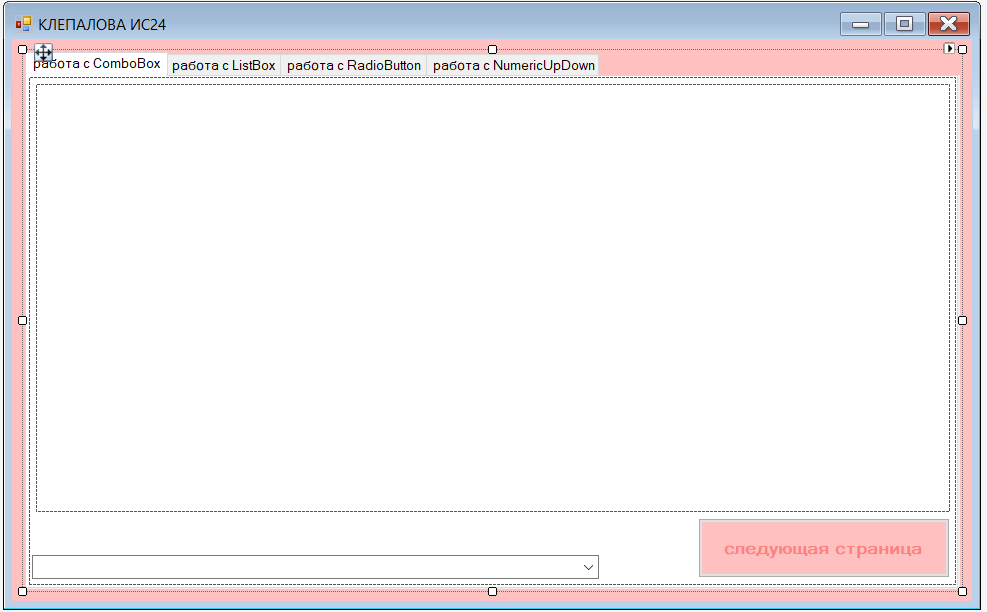 КЛЕПАЛОВА ИС24
работа с ComboBox работа с ListBox работа с RadioButton работа с NumericUpDown
следующая страница